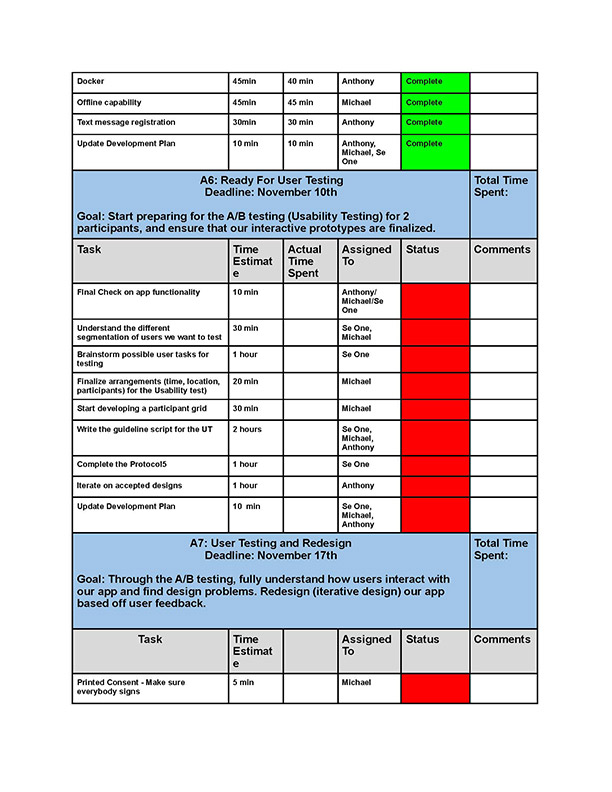 Docker 45min 40 min Anthony Complete
Offline capability 45min 45 min Michael Complete
Text message registration 30min 30 min Anthony Complete
Update Development Plan 10 min 10 min Anthony, Michael, Se One Complete
A6: Ready For User Testing
Deadline: November 10th
Goal: Start preparing for the A/B testing (Usability Testing) for 2
participants, and ensure that our interactive prototypes are finalized.
Total Time
Spent:
Task Time Estimat e Actual Time Spent Assigned To Status Comments
Final Check on app functionality 10 min Anthony/ Michael/Se One
Understand the different
segmentation of users we want to test
30 min Se One, Michael
Brainstorm possible user tasks for
testing
1 hour Se One
Finalize arrangements (time, location,
participants) for the Usability test)
20 min Michael
Start developing a participant grid 30 min Michael
Write the guideline script for the UT 2 hours Se One, Michael, Anthony
Complete the Protocol5 1 hour Se One
Iterate on accepted designs 1 hour Anthony
Update Development Plan 10 min Se One, Michael, Anthony
A7: User Testing and Redesign
Deadline: November 17th
Goal: Through the A/B testing, fully understand how users interact with
our app and find design problems. Redesign (iterative design) our app
based off user feedback.
Total Time
Spent:
Task Time Estimat e Assigned To Status Comments
Printed Consent - Make sure
everybody signs
5 min Michael